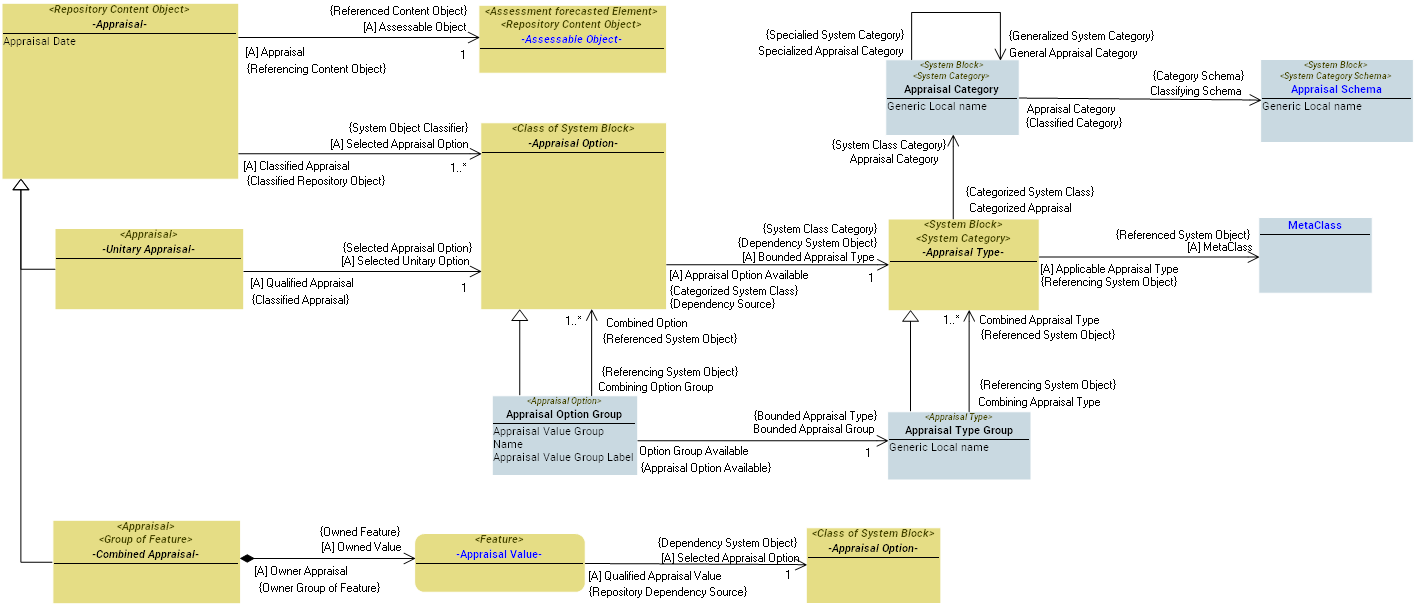 <Repository Content Object>
-Appraisal-
Appraisal Date
{Referenced Content Object}
[A] Assessable Object
[A] Appraisal
1
{Referencing Content Object}
<Assessment forecasted Element>
<Repository Content Object>
-Assessable Object-
{Specialied System Category}
Specialized Appraisal Category
{Generalized System Category}
General Appraisal Category
<System Block>
<System Category>
Appraisal Category
Generic Local name
{Category Schema}
Classifying Schema
Appraisal Category
{Classified Category}
<System Block>
<System Category Schema>
Appraisal Schema
Generic Local name
{System Object Classifier}
[A] Selected Appraisal Option
[A] Classified Appraisal
1..*
{Classified Repository Object}
<Class of System Block>
-Appraisal Option-
{System Class Category}
Appraisal Category
{Categorized System Class}
Categorized Appraisal
<Appraisal>
-Unitary Appraisal-
{Selected Appraisal Option}
[A] Selected Unitary Option
[A] Qualified Appraisal
1
{Classified Appraisal}
{System Class Category}
{Dependency System Object}
[A] Bounded Appraisal Type
[A] Appraisal Option Available
1
{Categorized System Class}
{Dependency Source}
<System Block>
<System Category>
-Appraisal Type-
{Referenced System Object}
[A] MetaClass
[A] Applicable Appraisal Type
{Referencing System Object}
MetaClass
1..*
Combined Option
{Referenced System Object}
{Referencing System Object}
Combining Option Group
1..*
Combined Appraisal Type
{Referenced System Object}
{Referencing System Object}
Combining Appraisal Type
<Appraisal Option>
Appraisal Option Group
Appraisal Value Group
Name
Appraisal Value Group Label
{Bounded Appraisal Type}
Bounded Appraisal Group
Option Group Available
1
{Appraisal Option Available}
<Appraisal Type>
Appraisal Type Group
Generic Local name
<Appraisal>
<Group of Feature>
-Combined Appraisal-
{Owned Feature}
[A] Owned Value
[A] Owner Appraisal
{Owner Group of Feature}
<Feature>
-Appraisal Value-
{Dependency System Object}
[A] Selected Appraisal Option
[A] Qualified Appraisal Value
1
{Repository Dependency Source}
<Class of System Block>
-Appraisal Option-